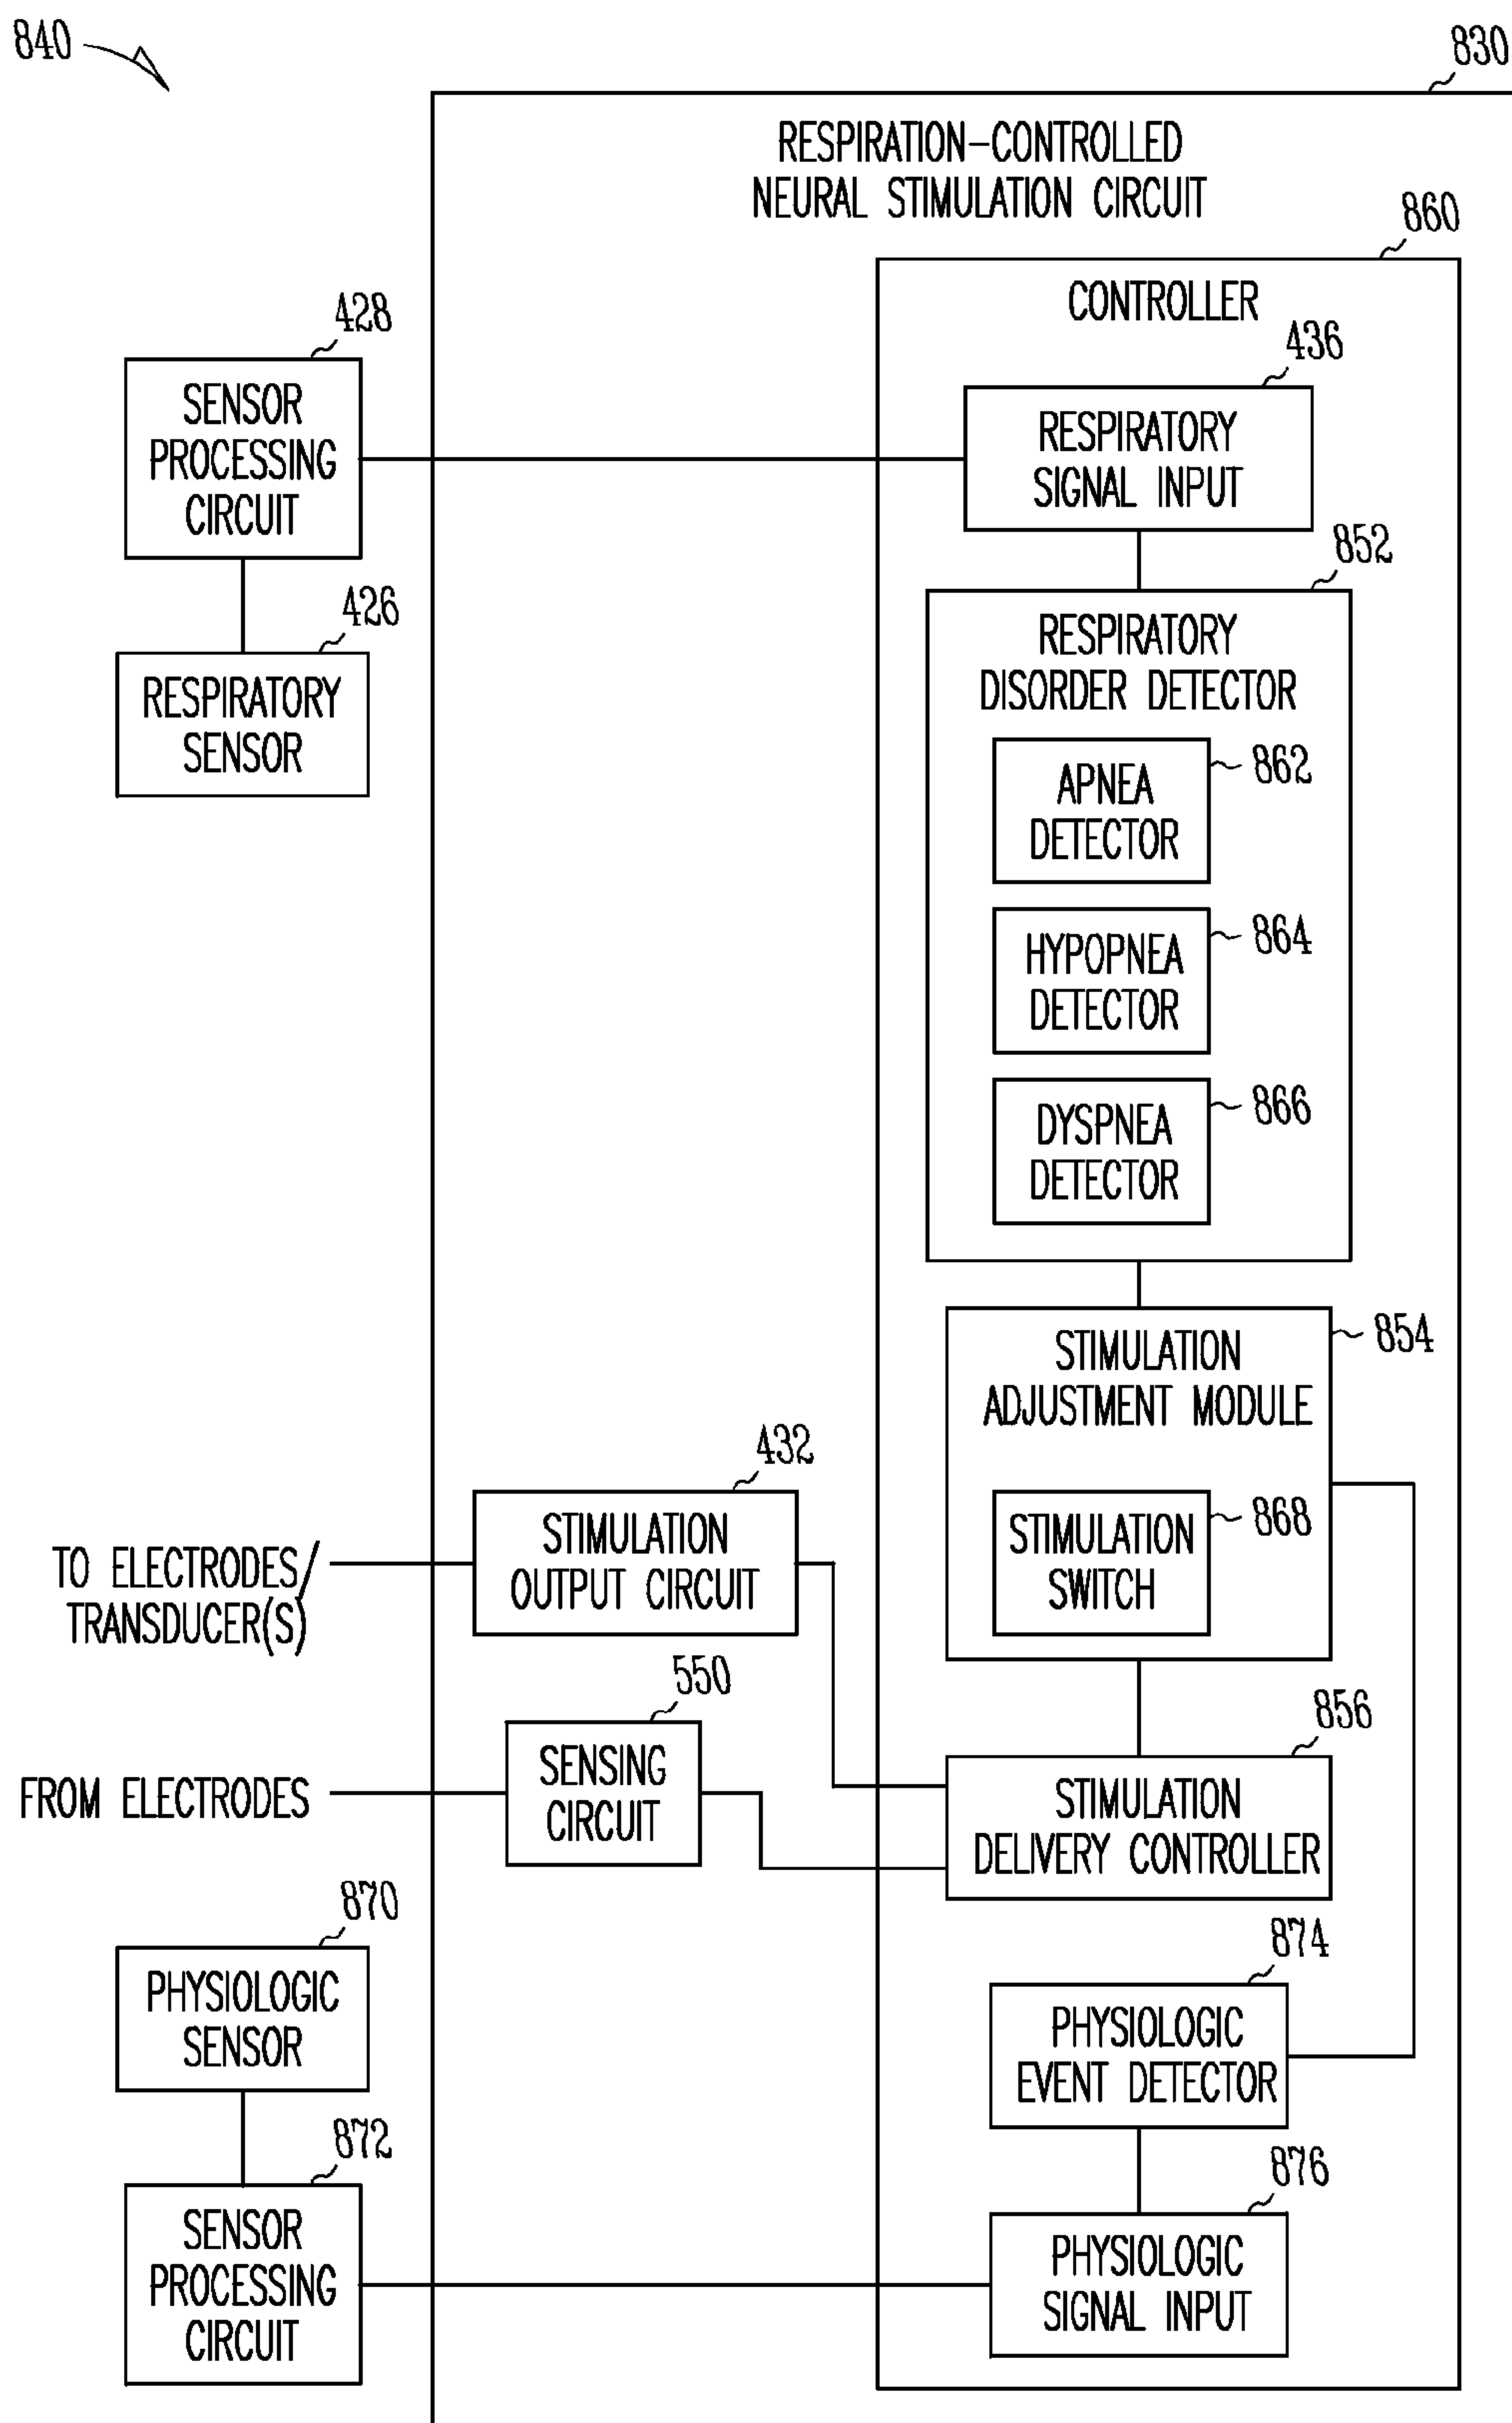 840
830
RESPIRATION-CONTROLLED
NEURAL STIMULATION CIRCUIT
860
CONTROLLER
428
SENSOR
PROCESSING
CIRCUIT
436
RESPIRATORY
SIGNAL INPUT
426
RESPIRATORY
SENSOR
852
RESPIRATORY
DISORDER DETECTOR
APNEA
DETECTOR
862
HYPOPNEA
DETECTOR
864
DYSPNEA
DETECTOR
866
STIMULATION
ADJUSTMENT MODULE
854
STIMULATION
SWITCH
868
432
STIMULATION
OUTPUT CIRCUIT
TO ELECTRODES/
TRANSDUCER(S)
550
SENSING
CIRCUIT
FROM ELECTRODES
856
STIMULATION
DELIVERY CONTROLLER
870
PHYSIOLOGIC
SENSOR
874
PHYSIOLOGIC
EVENT DETECTOR
872
SENSOR
PROCESSING
CIRCUIT
876
PHYSIOLOGIC
SIGNAL INPUT